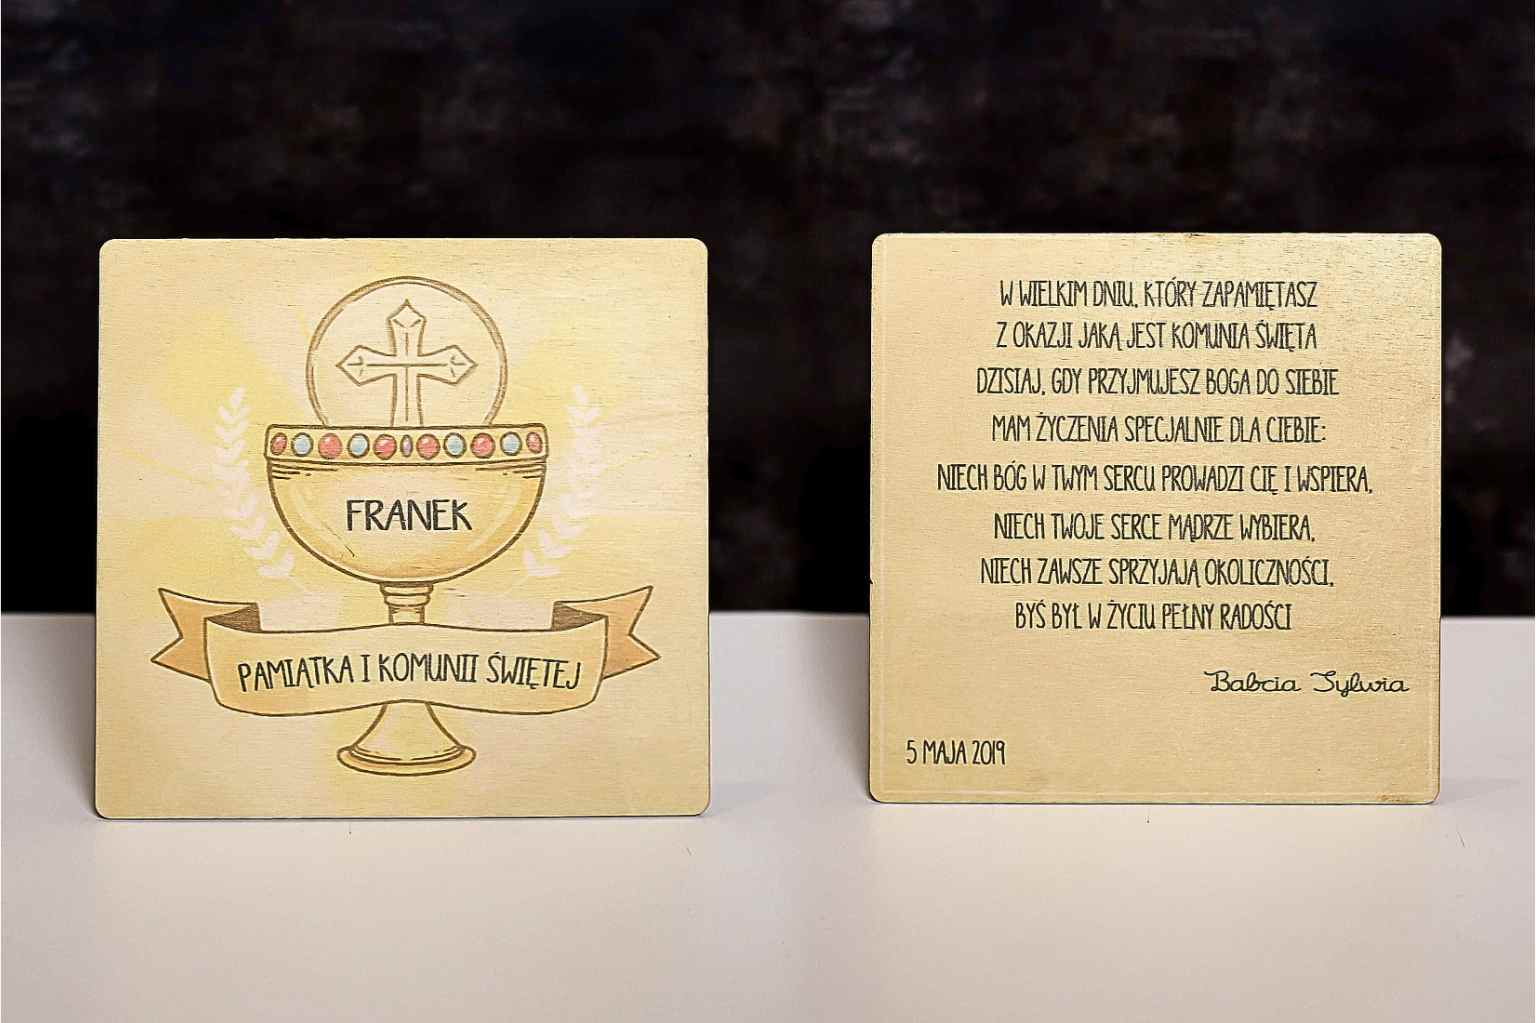 FRANEK
PAMIĄTKA I KOMUNII ŚWIĘTEJ
W WIELKIM DNIU, KTÓRY ZAPAMIĘTASZ
Z OKAZJI JAKĄ JEST KOMUNIA ŚWIĘTA
DZISIAJ, GDY PRZYJMUJESZ BOGA DO SIEBIE
MAM ŻYCZENIA SPECJALNIE DLA CIEBIE:
NIECH BÓG W TWYM SERCU PROWADZI CIĘ I WSPIERA,
NIECH TWOJE SERCE MĄDRZE WYBIERA,
NIECH ZAWSZE SPRZYJAJĄ OKOLICZNOŚCI,
BYŚ BYŁ W ŻYCIU PEŁNY RADOŚCI
Babcia Sylwia
5 MAJA 2019